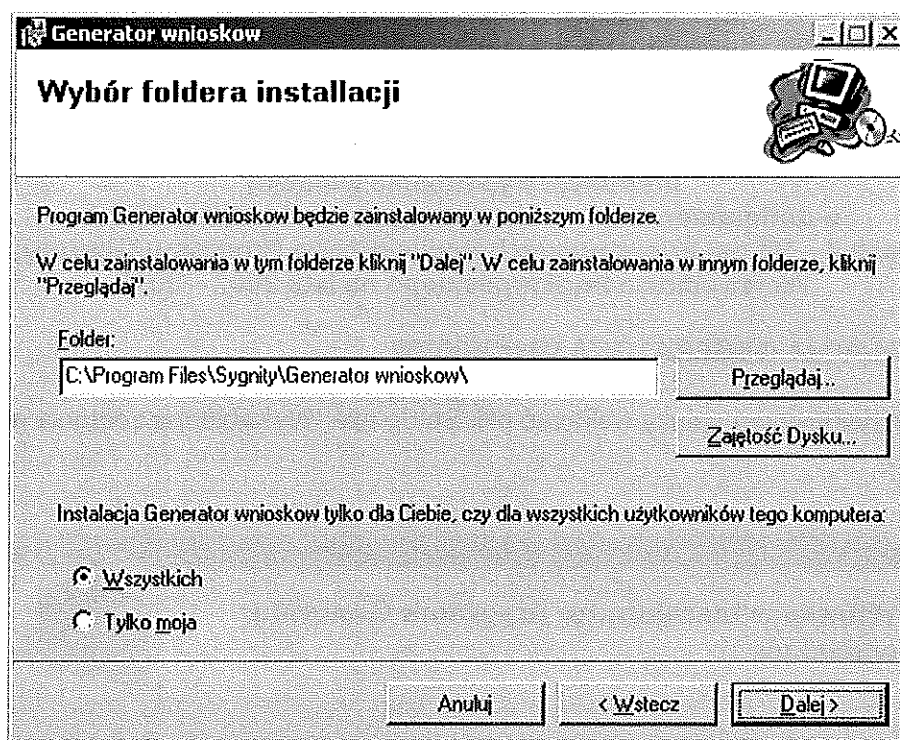 Generator wnioskow
Wybór foldera installacji
Program Generator wnioskow będzie zainstalowany w poniższym folderze.
W celu zainstalowania w tym folderze kliknij "Dalej". W celu zainstalowania w innym folderze, kliknij
"Przeglądaj".
Folder:
C:\Program Files\Sygnity\Generator wnioskow\
Przeglądaj...
Zajętość Dysku...
Instalacja Generator wnioskow tylko dla Ciebie, czy dla wszystkich użytkowników tego komputera:
Wszystkich
Tylko moja
Anuluj
< Wstecz
Dalej >